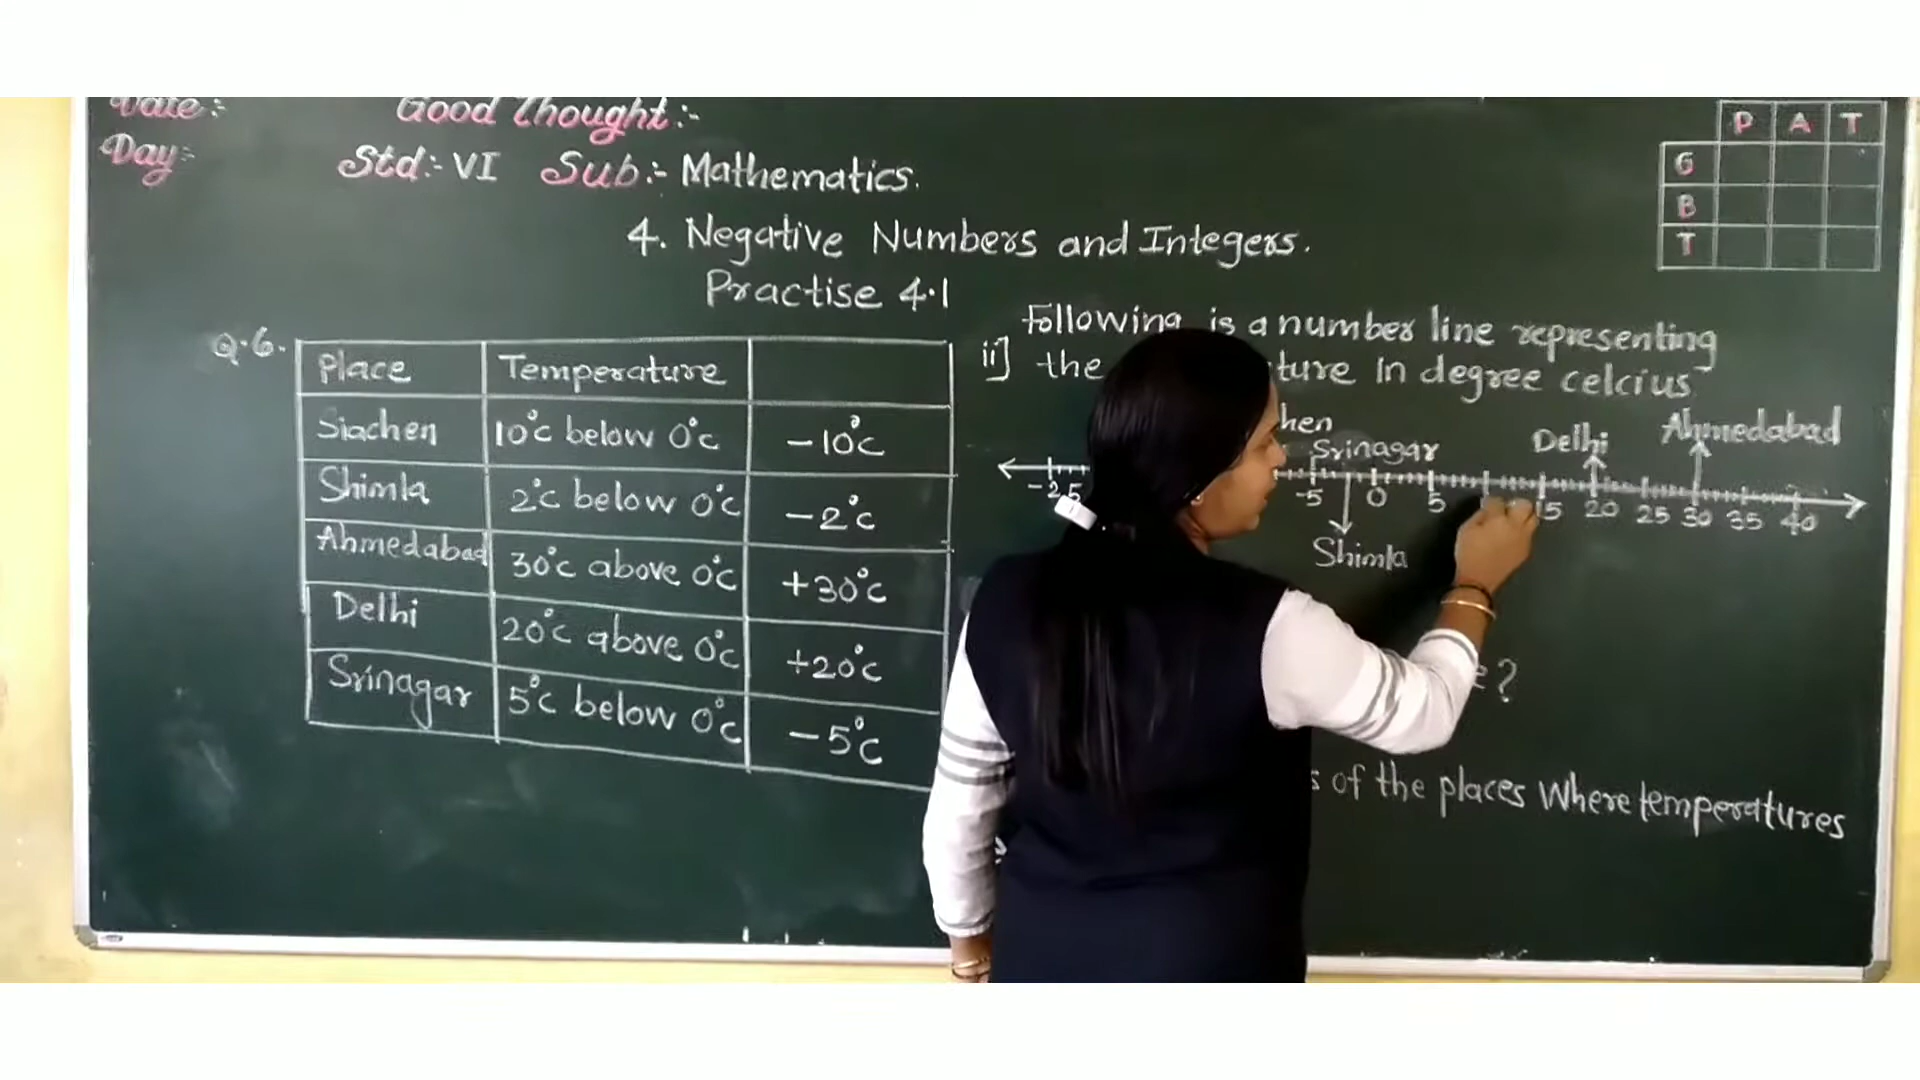 Date:-
Good Thought:-
Day:-
Std:- VI Sub:- Mathematics.
P A T
G
B
T
4. Negative Numbers and Integers.
Practise 4.1
Q.6.
Place Temperature
Siachen 10°c below 0°c -10°c
Shimla 2°c below 0°c -2°c
Ahmedabad 30°c above 0°c +30°c
Delhi 20°c above 0°c +20°c
Srinagar 5°c below 0°c -5°c
Following is a number line representing
ii] the ture in degree celcius
hen
Srinagar Delhi Ahmedabad
-25 -5 0 5 15 20 25 30 35 40
Shimla
?
of the places where temperatures